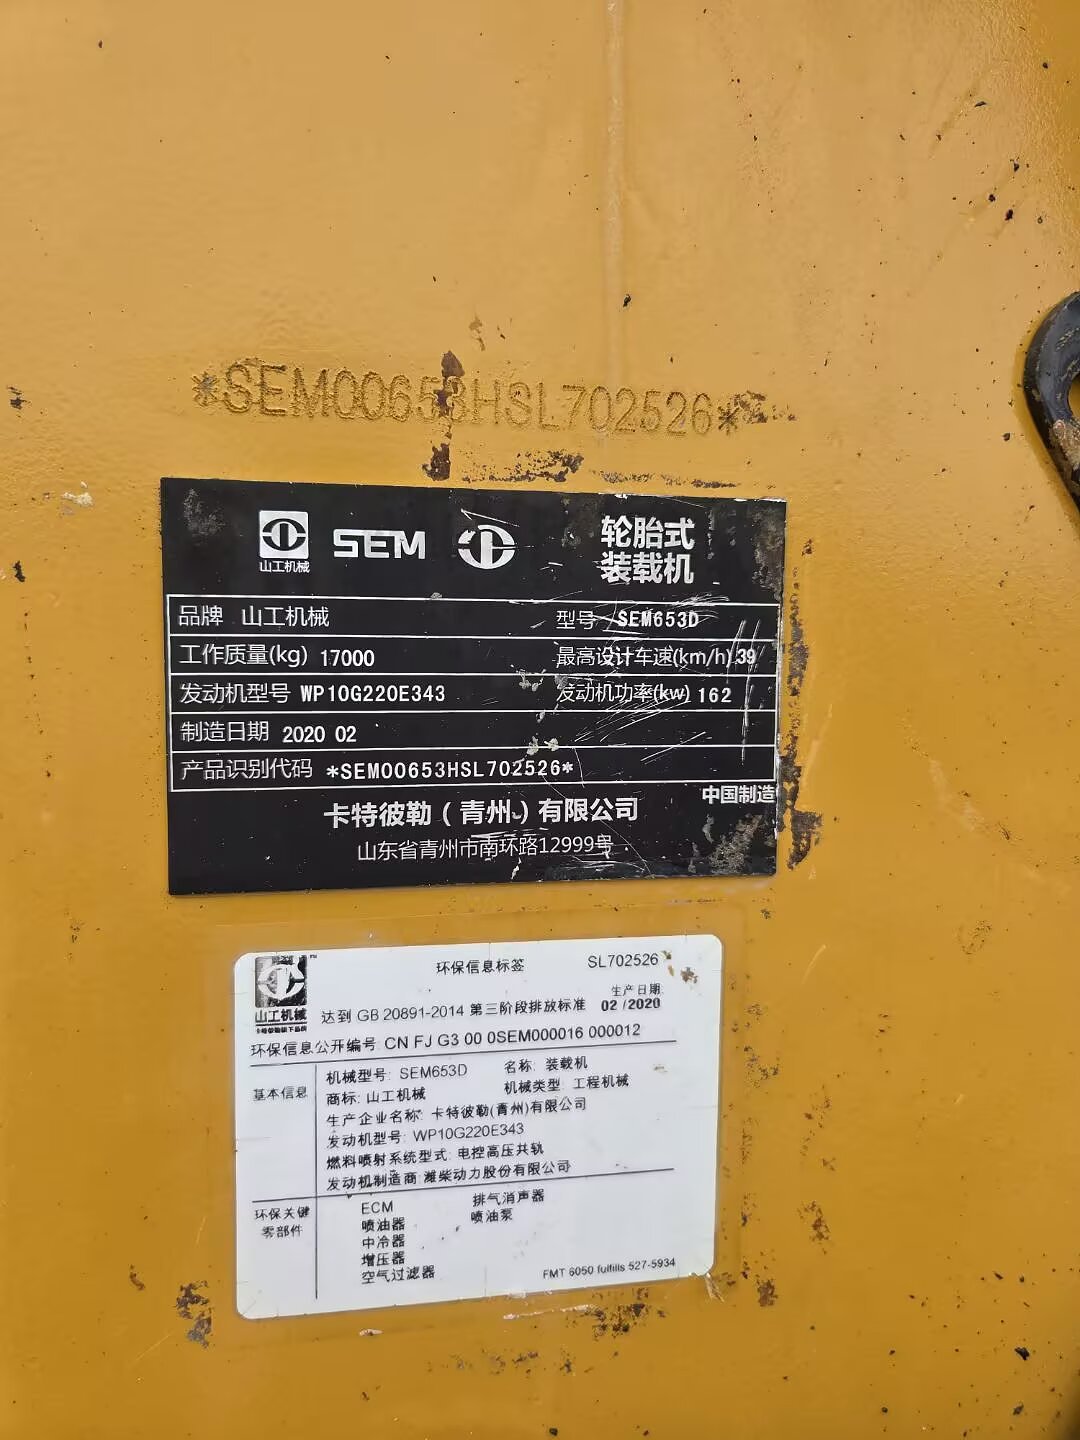 *SEM00653HSL702526*
山工机械 SEM 轮胎式
装载机
品牌 山工机械 型号 SEM653D
工作质量(kg) 17000 最高设计车速(km/h) 39
发动机型号 WP10G220E343 发动机功率(kw) 162
制造日期 2020 02
产品识别代码 *SEM00653HSL702526*
中国制造
卡特彼勒（青州）有限公司
山东省青州市南环路12999号
环保信息标签 SL702526
山工机械
达到 GB 20891-2014 第三阶段排放标准
生产日期:
02/2020
环保信息公开编号: CN FJ G3 00 0SEM000016 000012
基本信息
机械型号: SEM653D 名称: 装载机
商标: 山工机械 机械类型: 工程机械
生产企业名称: 卡特彼勒(青州)有限公司
发动机型号: WP10G220E343
燃料喷射系统型式: 电控高压共轨
发动机制造商: 潍柴动力股份有限公司
环保关键
零部件
ECM 排气消声器
喷油器 喷油泵
中冷器
增压器
空气过滤器
FMT 6050 fulfills 527-5934